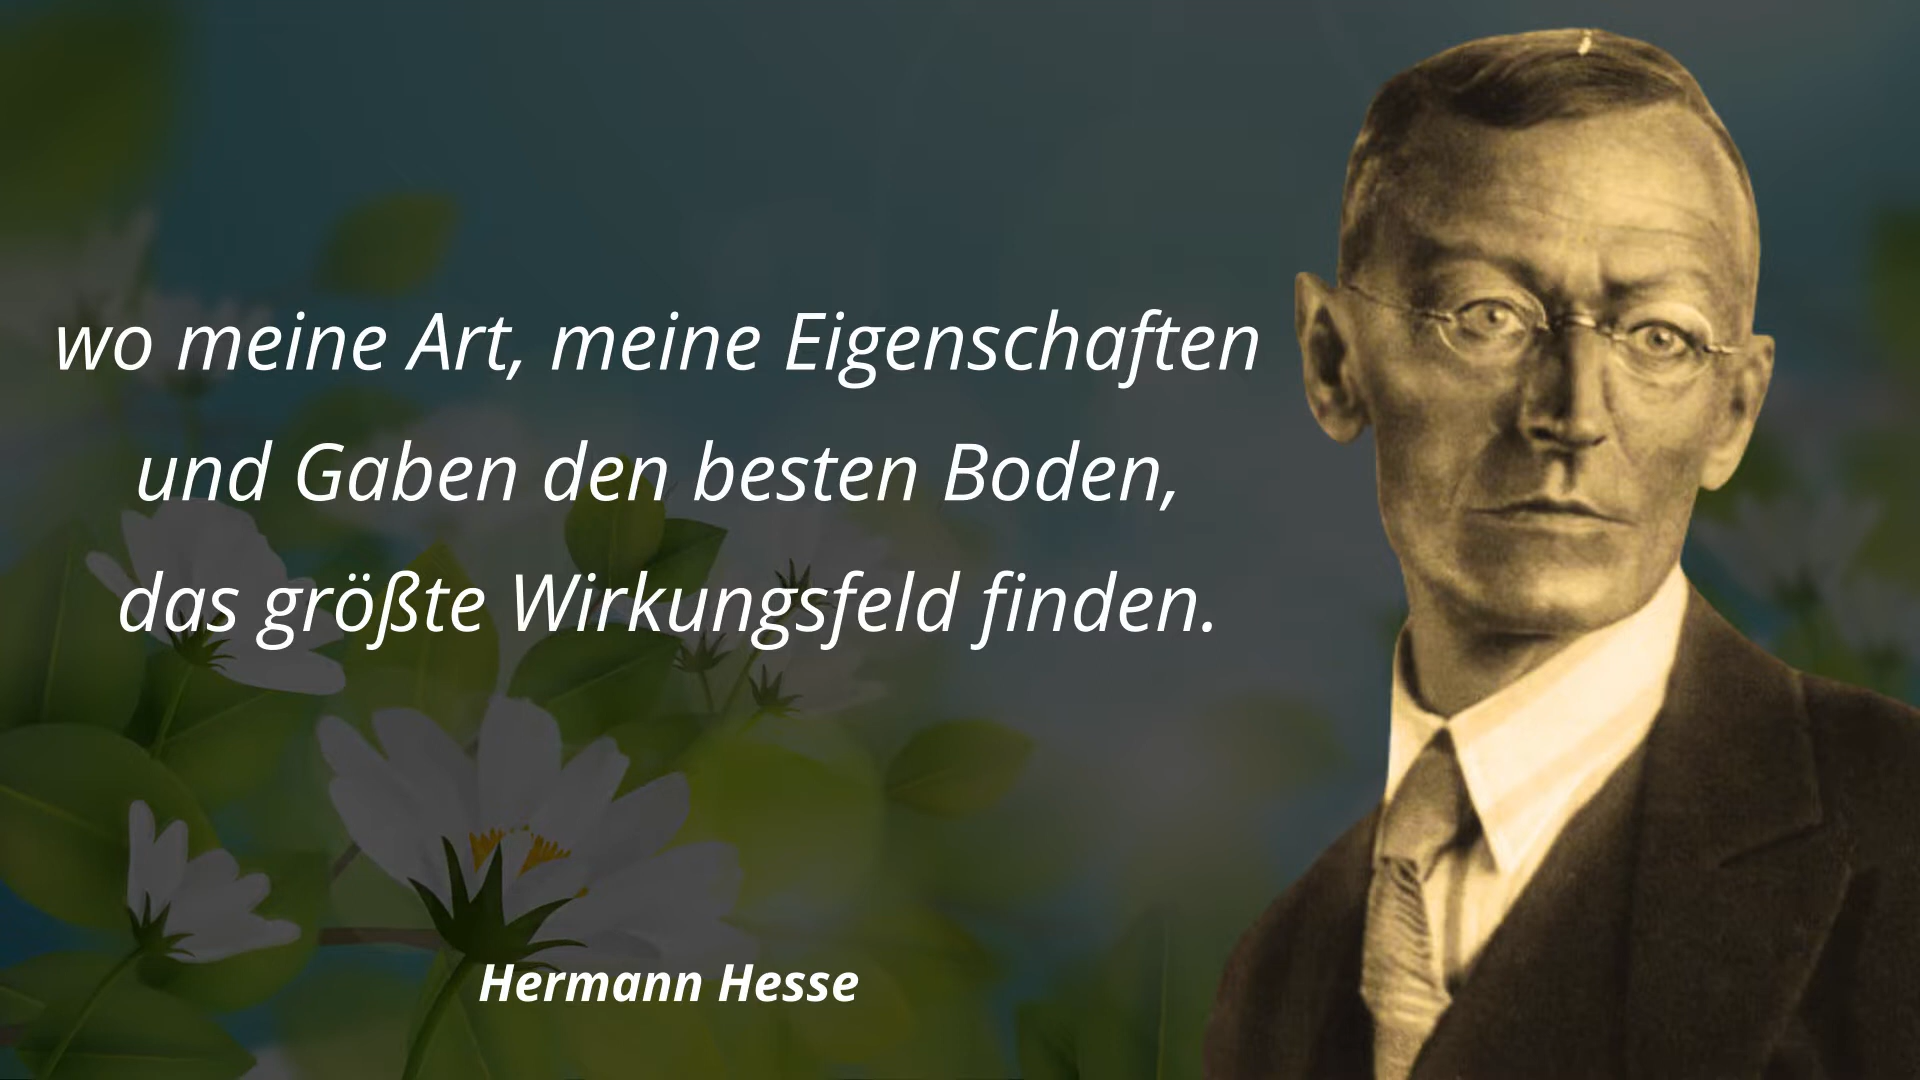 wo meine Art, meine Eigenschaften
und Gaben den besten Boden,
das größte Wirkungsfeld finden.
Hermann Hesse